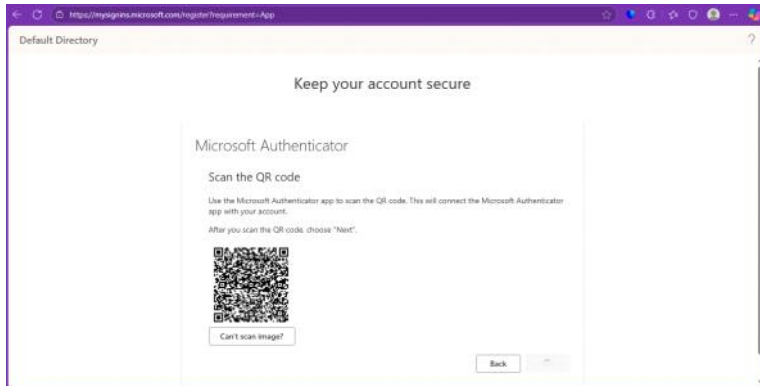 https://mysignins.microsoft.com/register?requirement=App
Default Directory
?
Keep your account secure
Microsoft Authenticator
Scan the QR code
Use the Microsoft Authenticator app to scan the QR code. This will connect the Microsoft Authenticator
app with your account.
After you scan the QR code, choose "Next".
Can't scan image?
Back